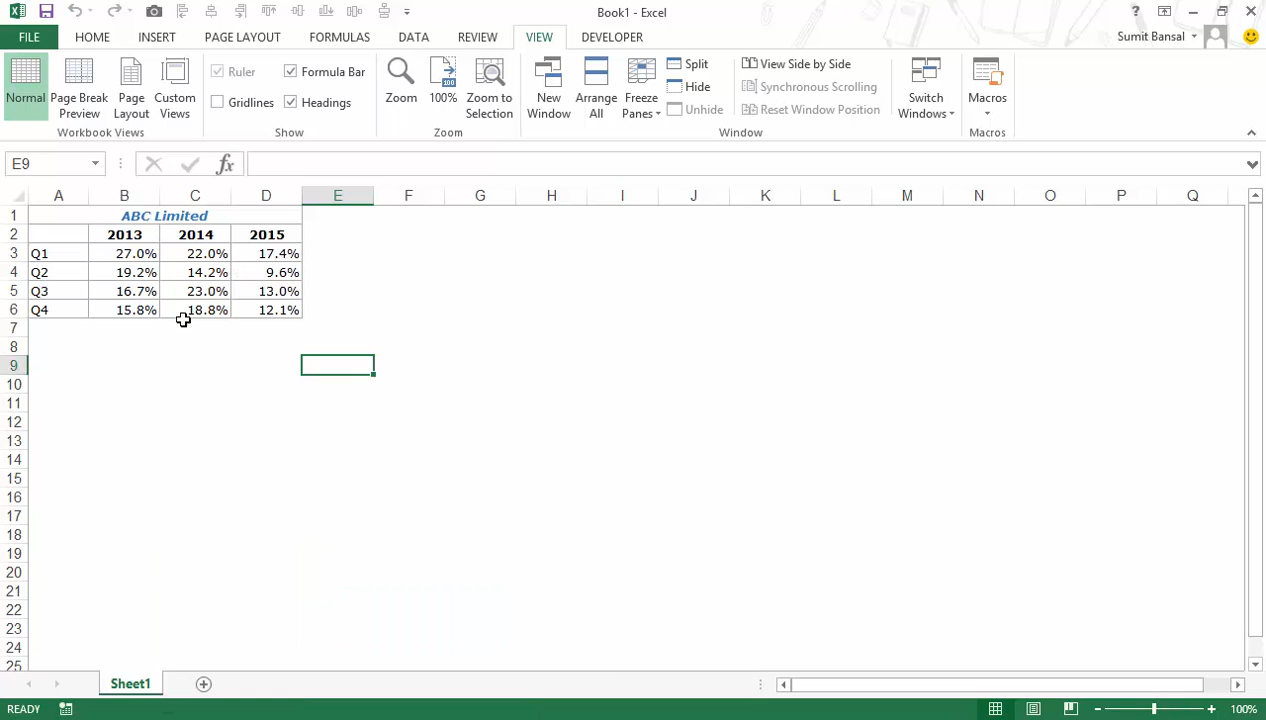 Book1 - Excel
?
FILE HOME INSERT PAGE LAYOUT FORMULAS DATA REVIEW VIEW DEVELOPER Sumit Bansal
Normal
Page Break
Preview
Page
Layout
Custom
Views
Workbook Views
Ruler
Formula Bar
Gridlines
Headings
Show
Zoom
100
100%
Zoom to
Selection
Zoom
New
Window
Arrange
All
Freeze
Panes
Split
Hide
Unhide
View Side by Side
Synchronous Scrolling
Reset Window Position
Window
Switch
Windows
Macros
Macros
E9 fx
A B C D E F G H I J K L M N O P Q
1 ABC Limited
2 2013 2014 2015
3 Q1 27.0% 22.0% 17.4%
4 Q2 19.2% 14.2% 9.6%
5 Q3 16.7% 23.0% 13.0%
6 Q4 15.8% 18.8% 12.1%
7
8
9
10
11
12
13
14
15
16
17
18
19
20
21
22
23
24
25
Sheet1
READY 100%